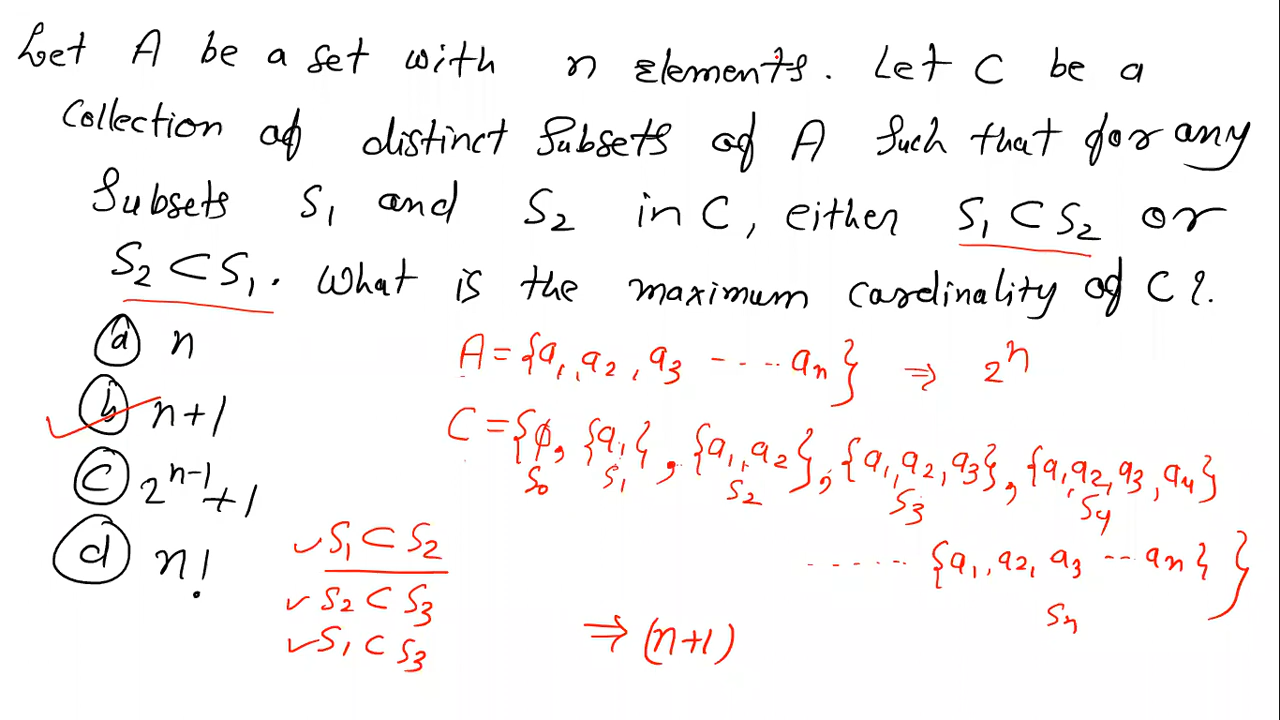 Let A be a set with n elements. Let C be a
Collection of distinct Subsets of A Such that for any
Subsets S₁ and S₂ in C, either S₁ ⊂ S₂ or
S₂ ⊂ S₁. What is the maximum cardinality of C?.
(a) n
A = {a₁, a₂, a₃ ---- aₙ} ⇒ 2ⁿ
✓ (b) n+1
C = {ϕ, {a₁}, {a₁, a₂}, {a₁, a₂, a₃}, {a₁, a₂, a₃, a₄}
S₀ S₁ S₂ S₃ S₄
(c) 2ⁿ⁻¹+1
...... {a₁, a₂, a₃ -- aₙ} }
Sₙ
(d) n!
✓ S₁ ⊂ S₂
✓ S₂ ⊂ S₃
✓ S₁ ⊂ S₃
⇒ (n+1)